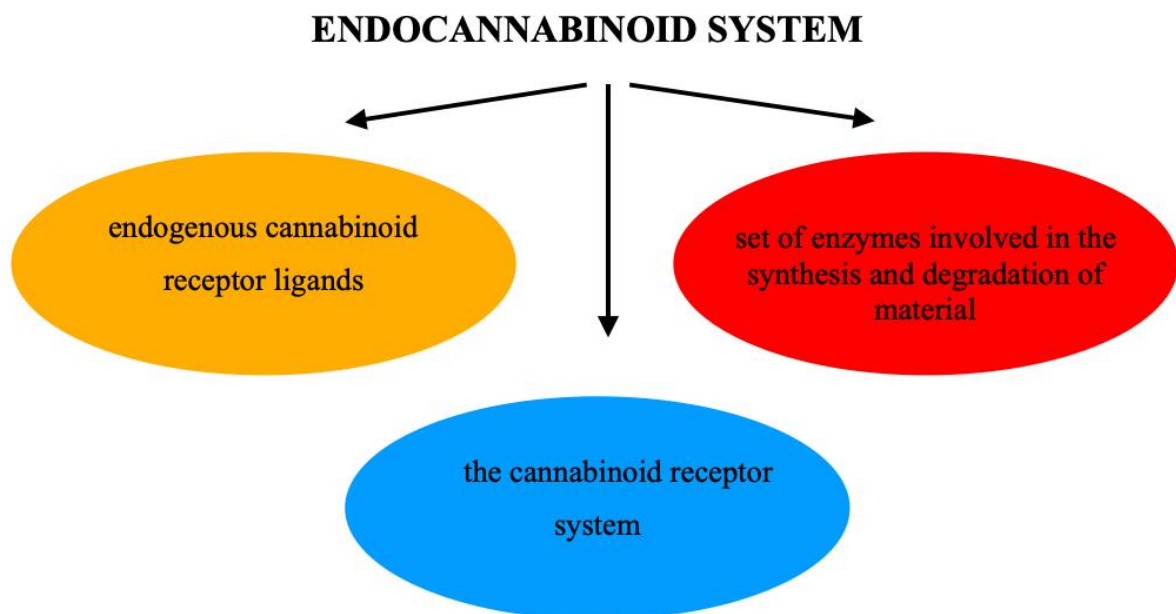 ENDOCANNABINOID SYSTEM
endogenous cannabinoid
receptor ligands
set of enzymes involved in the
synthesis and degradation of
material
the cannabinoid receptor
system